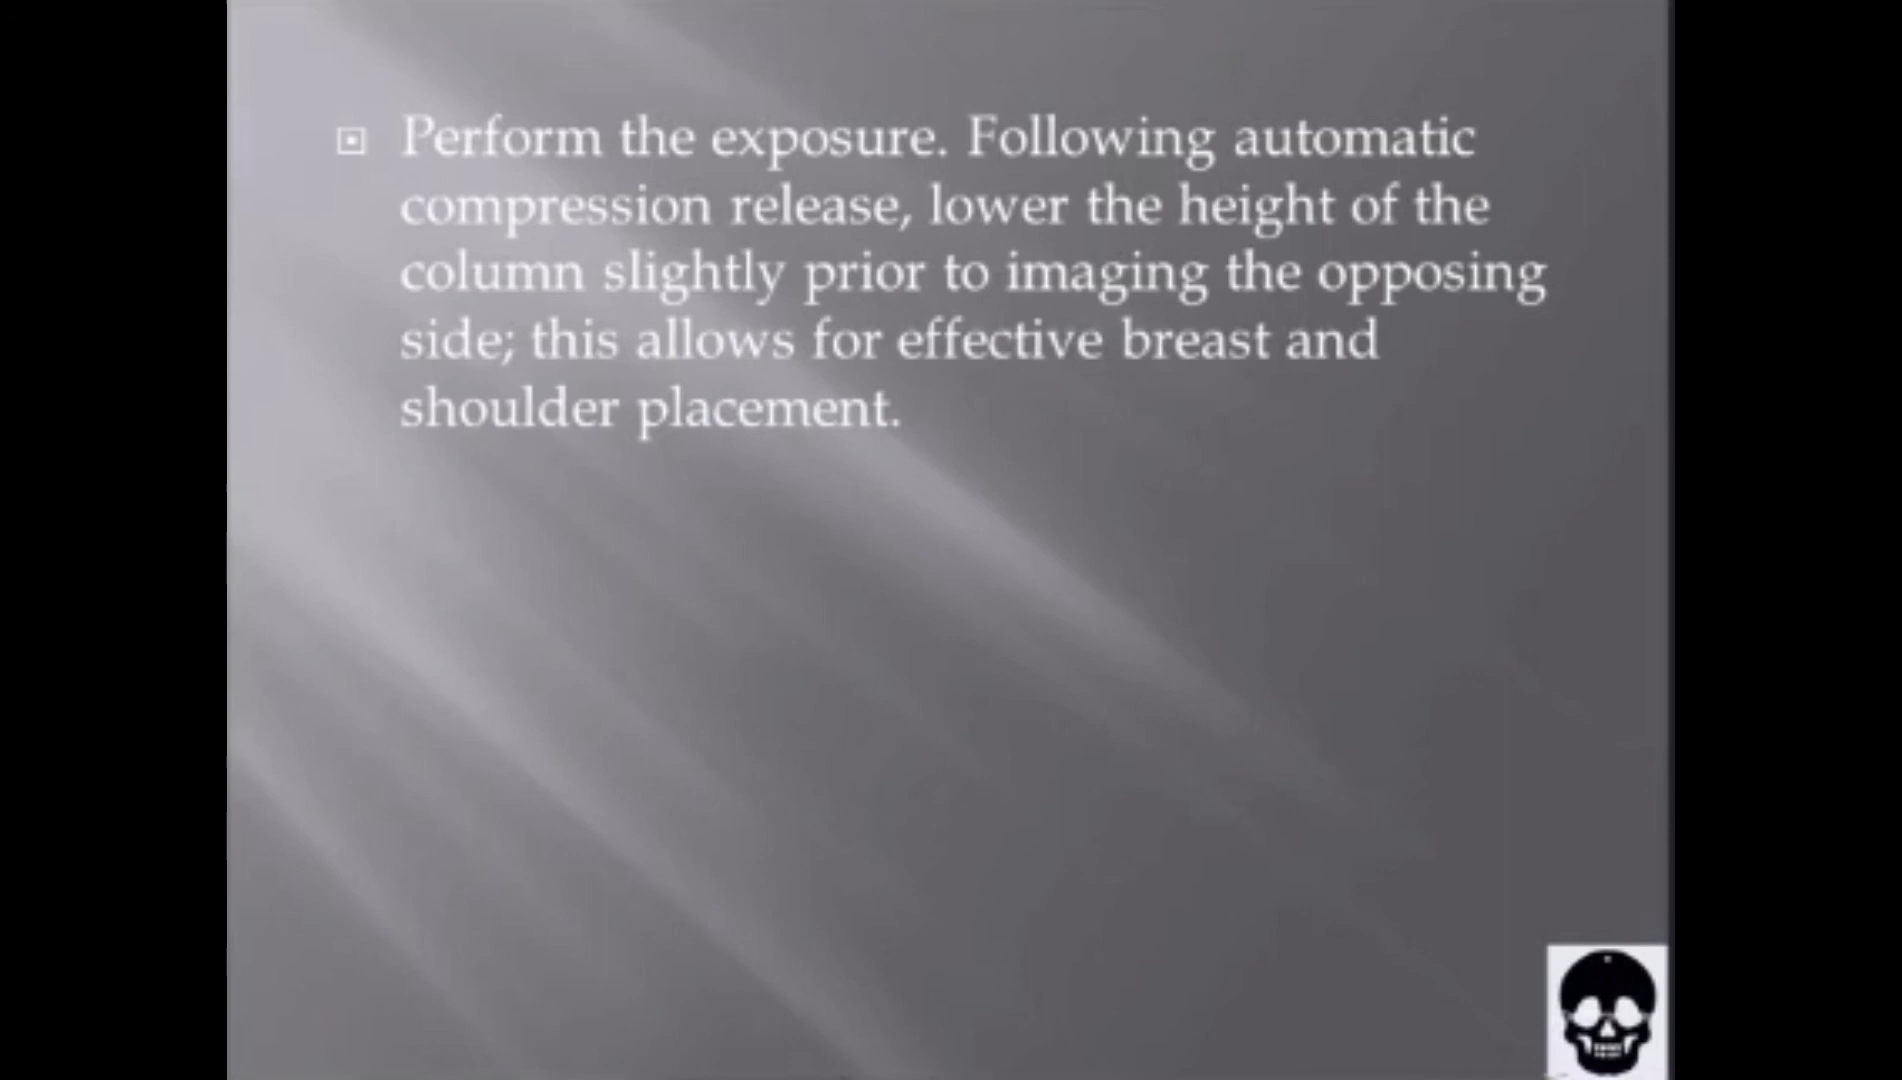 Perform the exposure. Following automatic
compression release, lower the height of the
column slightly prior to imaging the opposing
side; this allows for effective breast and
shoulder placement.